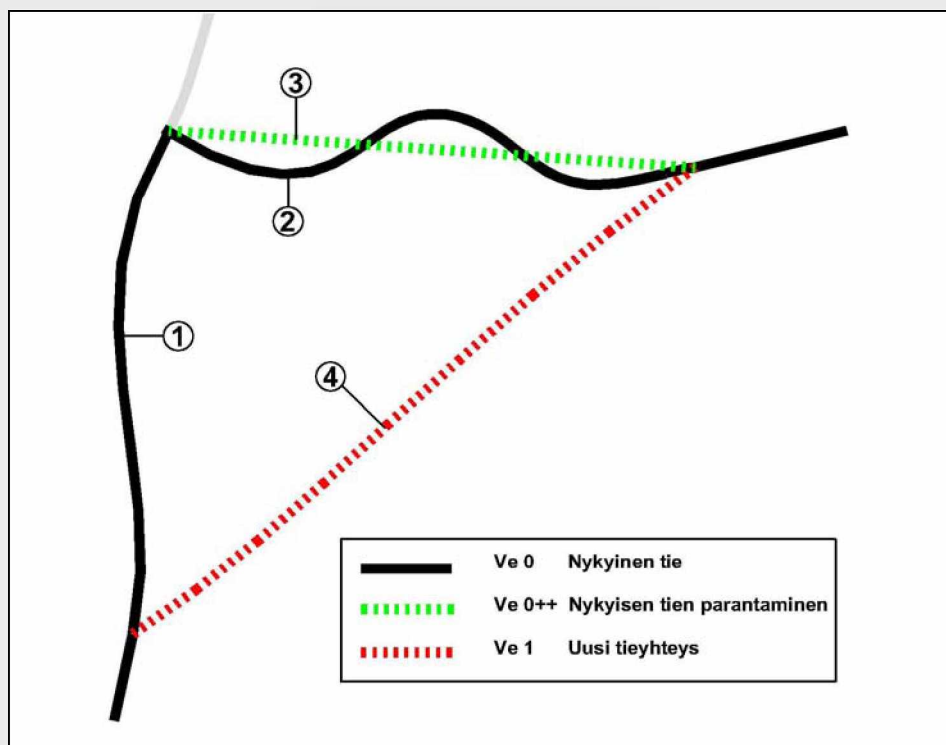 3
2
1
4
Ve 0 Nykyinen tie
Ve 0++ Nykyisen tien parantaminen
Ve 1 Uusi tieyhteys